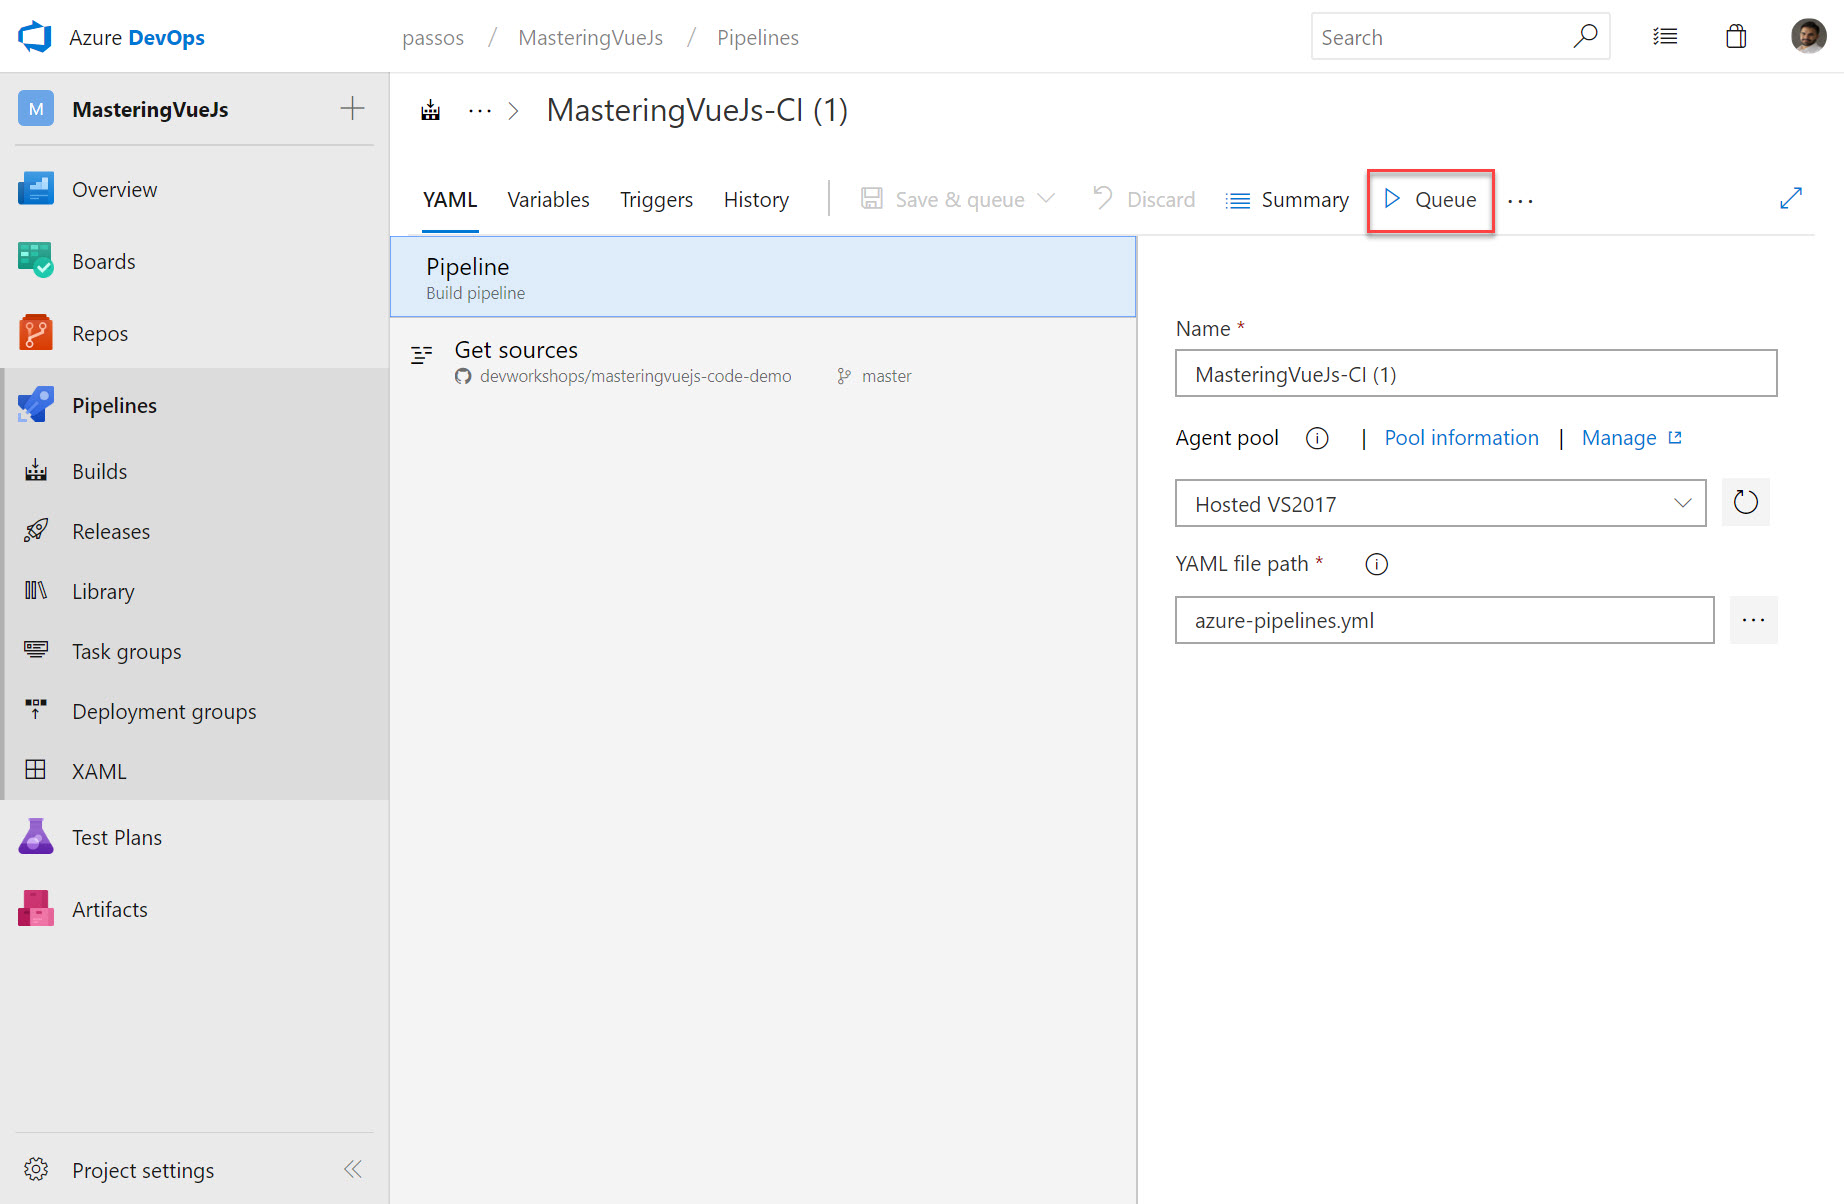 Azure DevOps
passos / MasteringVueJs / Pipelines
Search
M MasteringVueJs
Overview
Boards
Repos
Pipelines
Builds
Releases
Library
Task groups
Deployment groups
XAML
Test Plans
Artifacts
Project settings
... > MasteringVueJs-CI (1)
YAML Variables Triggers History Save & queue Discard Summary Queue ...
Pipeline
Build pipeline
Get sources
devworkshops/masteringvuejs-code-demo master
Name *
MasteringVueJs-CI (1)
Agent pool | Pool information | Manage
Hosted VS2017
YAML file path *
azure-pipelines.yml ...